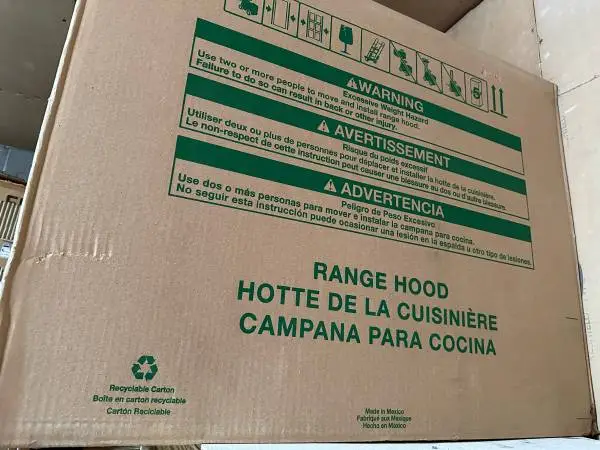 ⚠WARNING
Excessive Weight Hazard
Use two or more people to move and install range hood.
Failure to do so can result in back or other injury.
⚠ AVERTISSEMENT
Risque du poids excessif
Utiliser deux ou plus de personnes pour déplacer et installer la hotte de la cuisinière.
Le non-respect de cette instruction peut causer une blessure au dos ou d'autre blessure.
⚠ ADVERTENCIA
Peligro de Peso Excesivo
Use dos o más personas para mover e instalar la campana para cocina.
No seguir esta instrucción puede ocasionar una lesión en la espalda u otro tipo de lesiones.
RANGE HOOD
HOTTE DE LA CUISINIÈRE
CAMPANA PARA COCINA
Recyclable Carton
Boîte en carton recyclable
Cartón Reciclable
Made in Mexico
Fabriqué aux Mexique
Hecho en México